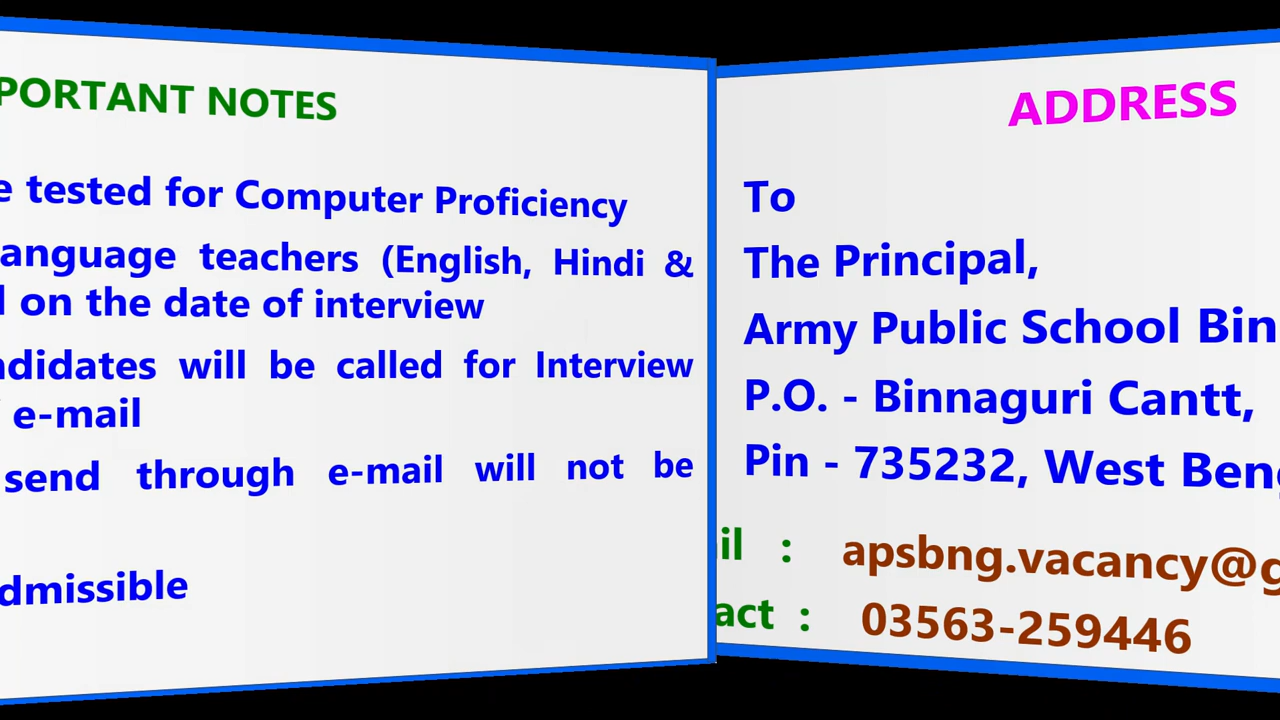 PORTANT NOTES
e tested for Computer Proficiency
anguage teachers (English, Hindi &
on the date of interview
didates will be called for Interview
e-mail
send through e-mail will not be
dmissible
ADDRESS
To
The Principal,
Army Public School Bin
P.O. - Binnaguri Cantt,
Pin - 735232, West Beng
il : apsbng.vacancy@g
act : 03563-259446